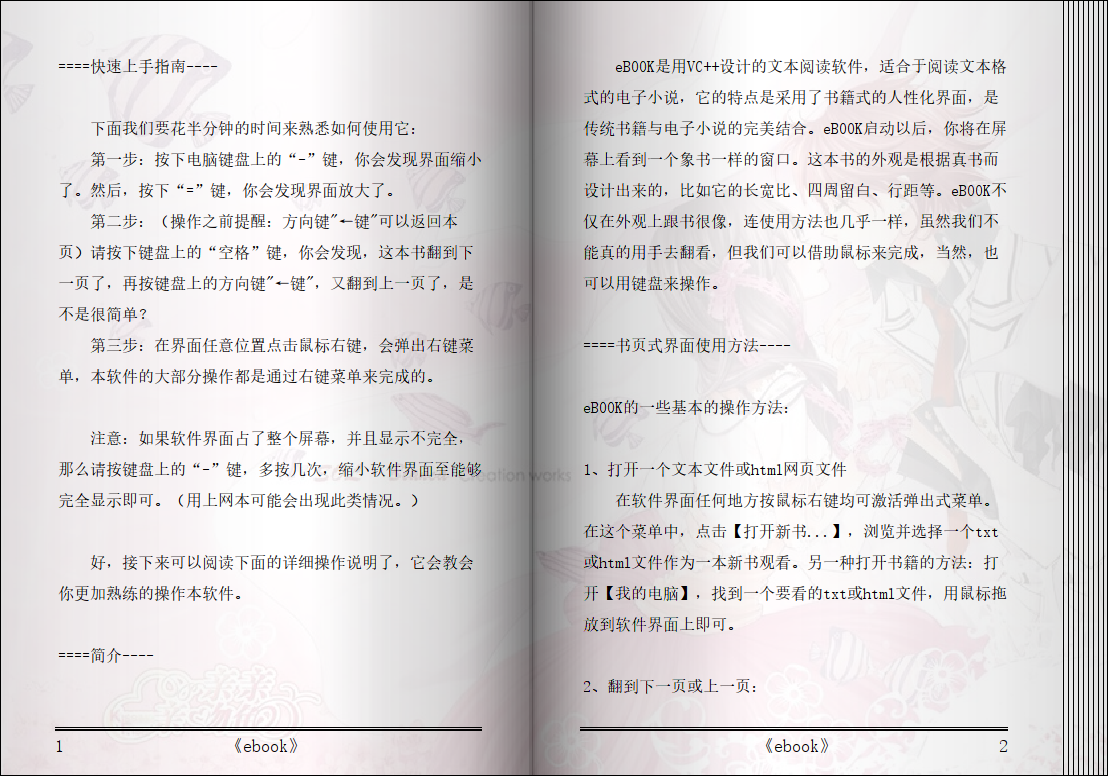 ====快速上手指南----
下面我们要花半分钟的时间来熟悉如何使用它：
第一步：按下电脑键盘上的“-”键，你会发现界面缩小
了。然后，按下“=”键，你会发现界面放大了。
第二步：（操作之前提醒：方向键"←键"可以返回本
页）请按下键盘上的“空格”键，你会发现，这本书翻到下
一页了，再按键盘上的方向键"←键"，又翻到上一页了，是
不是很简单?
第三步：在界面任意位置点击鼠标右键，会弹出右键菜
单，本软件的大部分操作都是通过右键菜单来完成的。
注意：如果软件界面占了整个屏幕，并且显示不完全，
那么请按键盘上的“-”键，多按几次，缩小软件界面至能够
完全显示即可。（用上网本可能会出现此类情况。）
好，接下来可以阅读下面的详细操作说明了，它会教会
你更加熟练的操作本软件。
====简介----
1
《ebook》
eBOOK是用VC++设计的文本阅读软件，适合于阅读文本格
式的电子小说，它的特点是采用了书籍式的人性化界面，是
传统书籍与电子小说的完美结合。eBOOK启动以后，你将在屏
幕上看到一个象书一样的窗口。这本书的外观是根据真书而
设计出来的，比如它的长宽比、四周留白、行距等。eBOOK不
仅在外观上跟书很像，连使用方法也几乎一样，虽然我们不
能真的用手去翻看，但我们可以借助鼠标来完成，当然，也
可以用键盘来操作。
====书页式界面使用方法----
eBOOK的一些基本的操作方法：
1、打开一个文本文件或html网页文件
在软件界面任何地方按鼠标右键均可激活弹出式菜单。
在这个菜单中，点击【打开新书...】，浏览并选择一个txt
或html文件作为一本新书观看。另一种打开书籍的方法：打
开【我的电脑】，找到一个要看的txt或html文件，用鼠标拖
放到软件界面上即可。
2、翻到下一页或上一页：
《ebook》
2
creation works